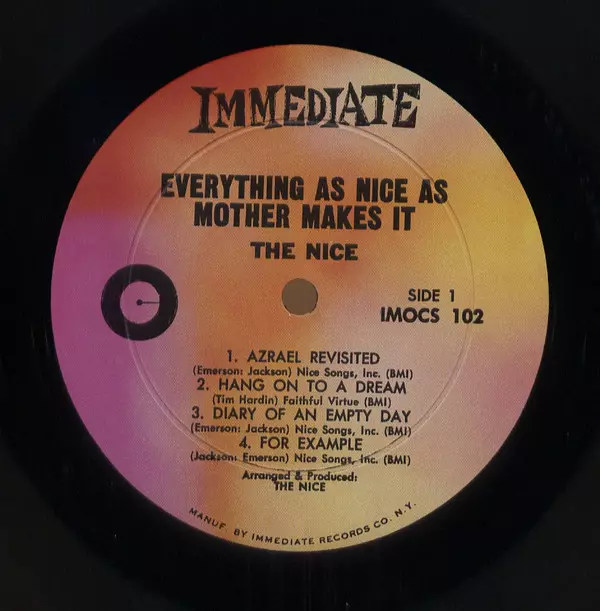 IMMEDIATE
EVERYTHING AS NICE AS
MOTHER MAKES IT
THE NICE
SIDE 1
IMOCS 102
1. AZRAEL REVISITED
(Emerson: Jackson) Nice Songs, Inc. (BMI)
2. HANG ON TO A DREAM
(Tim Hardin) Faithful Virtue (BMI)
3. DIARY OF AN EMPTY DAY
(Emerson: Jackson) Nice Songs, Inc. (BMI)
4. FOR EXAMPLE
(Jackson: Emerson) Nice Songs, Inc. (BMI)
Arranged & Produced:
THE NICE
MANUF. BY IMMEDIATE RECORDS CO. N.Y.